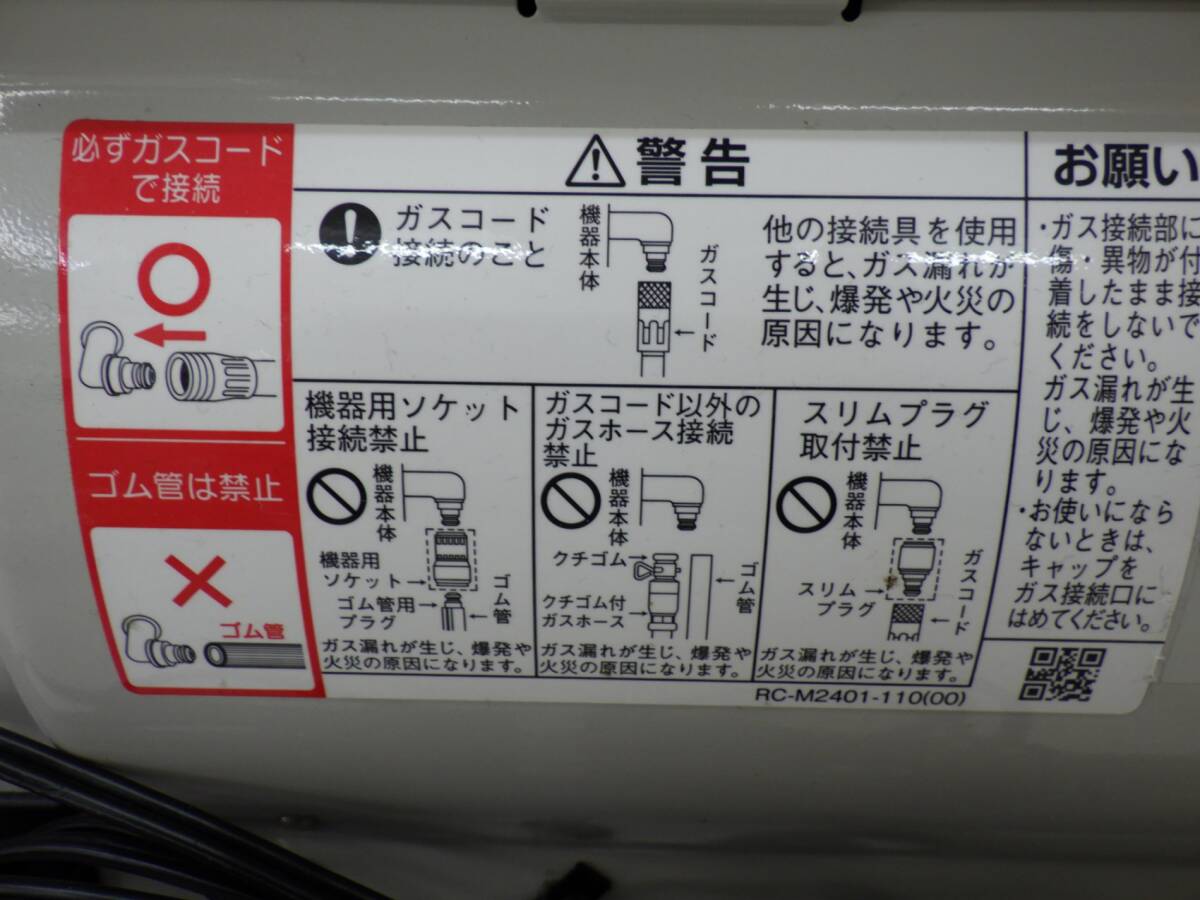 必ずガスコード
で接続
ゴム管は禁止
ゴム管
警告
ガスコード
接続のこと
機器本体
ガスコード
他の接続具を使用
すると、ガス漏れが
生じ、爆発や火災の
原因になります。
機器用ソケット
接続禁止
機器本体
機器用
ソケット
ゴム管用
プラグ
ゴム管
ガス漏れが生じ、爆発や
火災の原因になります。
ガスコード以外の
ガスホース接続
禁止
機器本体
クチゴム
クチゴム付
ガスホース
ゴム管
ガス漏れが生じ、爆発や
火災の原因になります。
スリムプラグ
取付禁止
機器本体
スリム
プラグ
ガスコード
ガス漏れが生じ、爆発や
火災の原因になります。
RC-M2401-110(00)
お願い
・ガス接続部に
傷・異物が付
着したまま接
続をしないで
ください。
ガス漏れが生
じ、爆発や火
災の原因にな
ります。
・お使いになら
ないときは、
キャップを
ガス接続口に
はめてください。